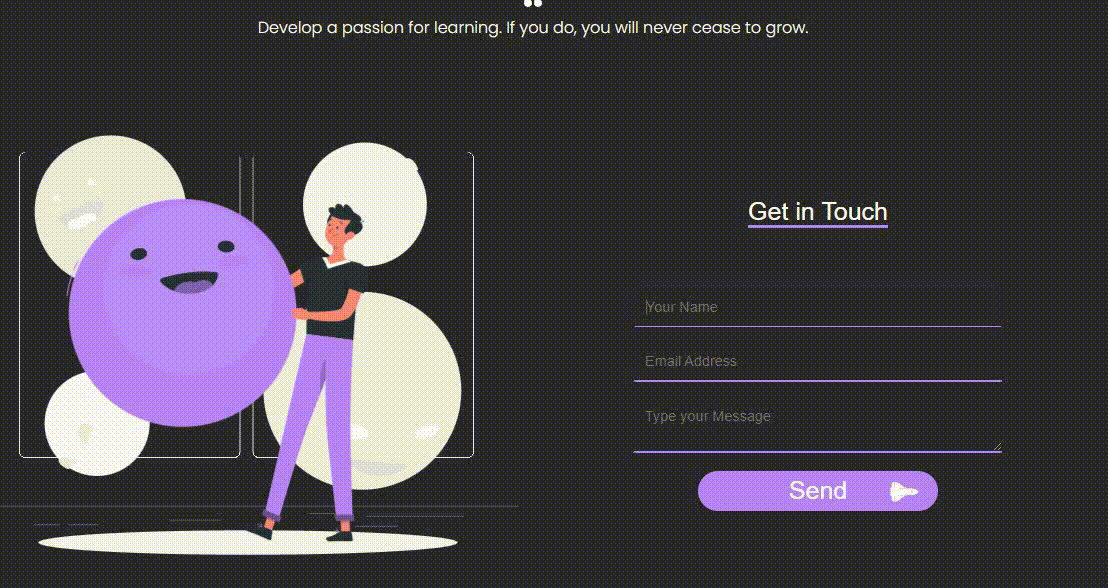 Develop a passion for learning. If you do, you will never cease to grow.
Get in Touch
Your Name
Email Address
Type your Message
Send